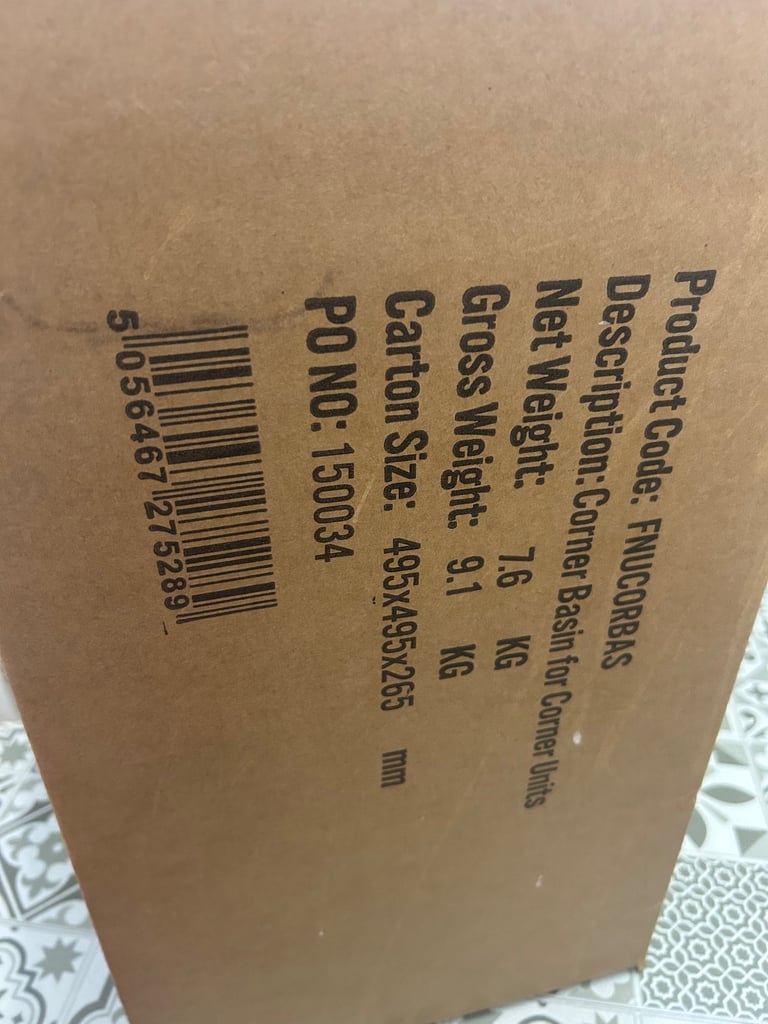 Product Code: FNUCORBAS
Description: Corner Basin for Corner Units
Net Weight: 7.6 KG
Gross Weight: 9.1 KG
Carton Size: 495x495x265 mm
PO NO: 150034
5 056467 275289